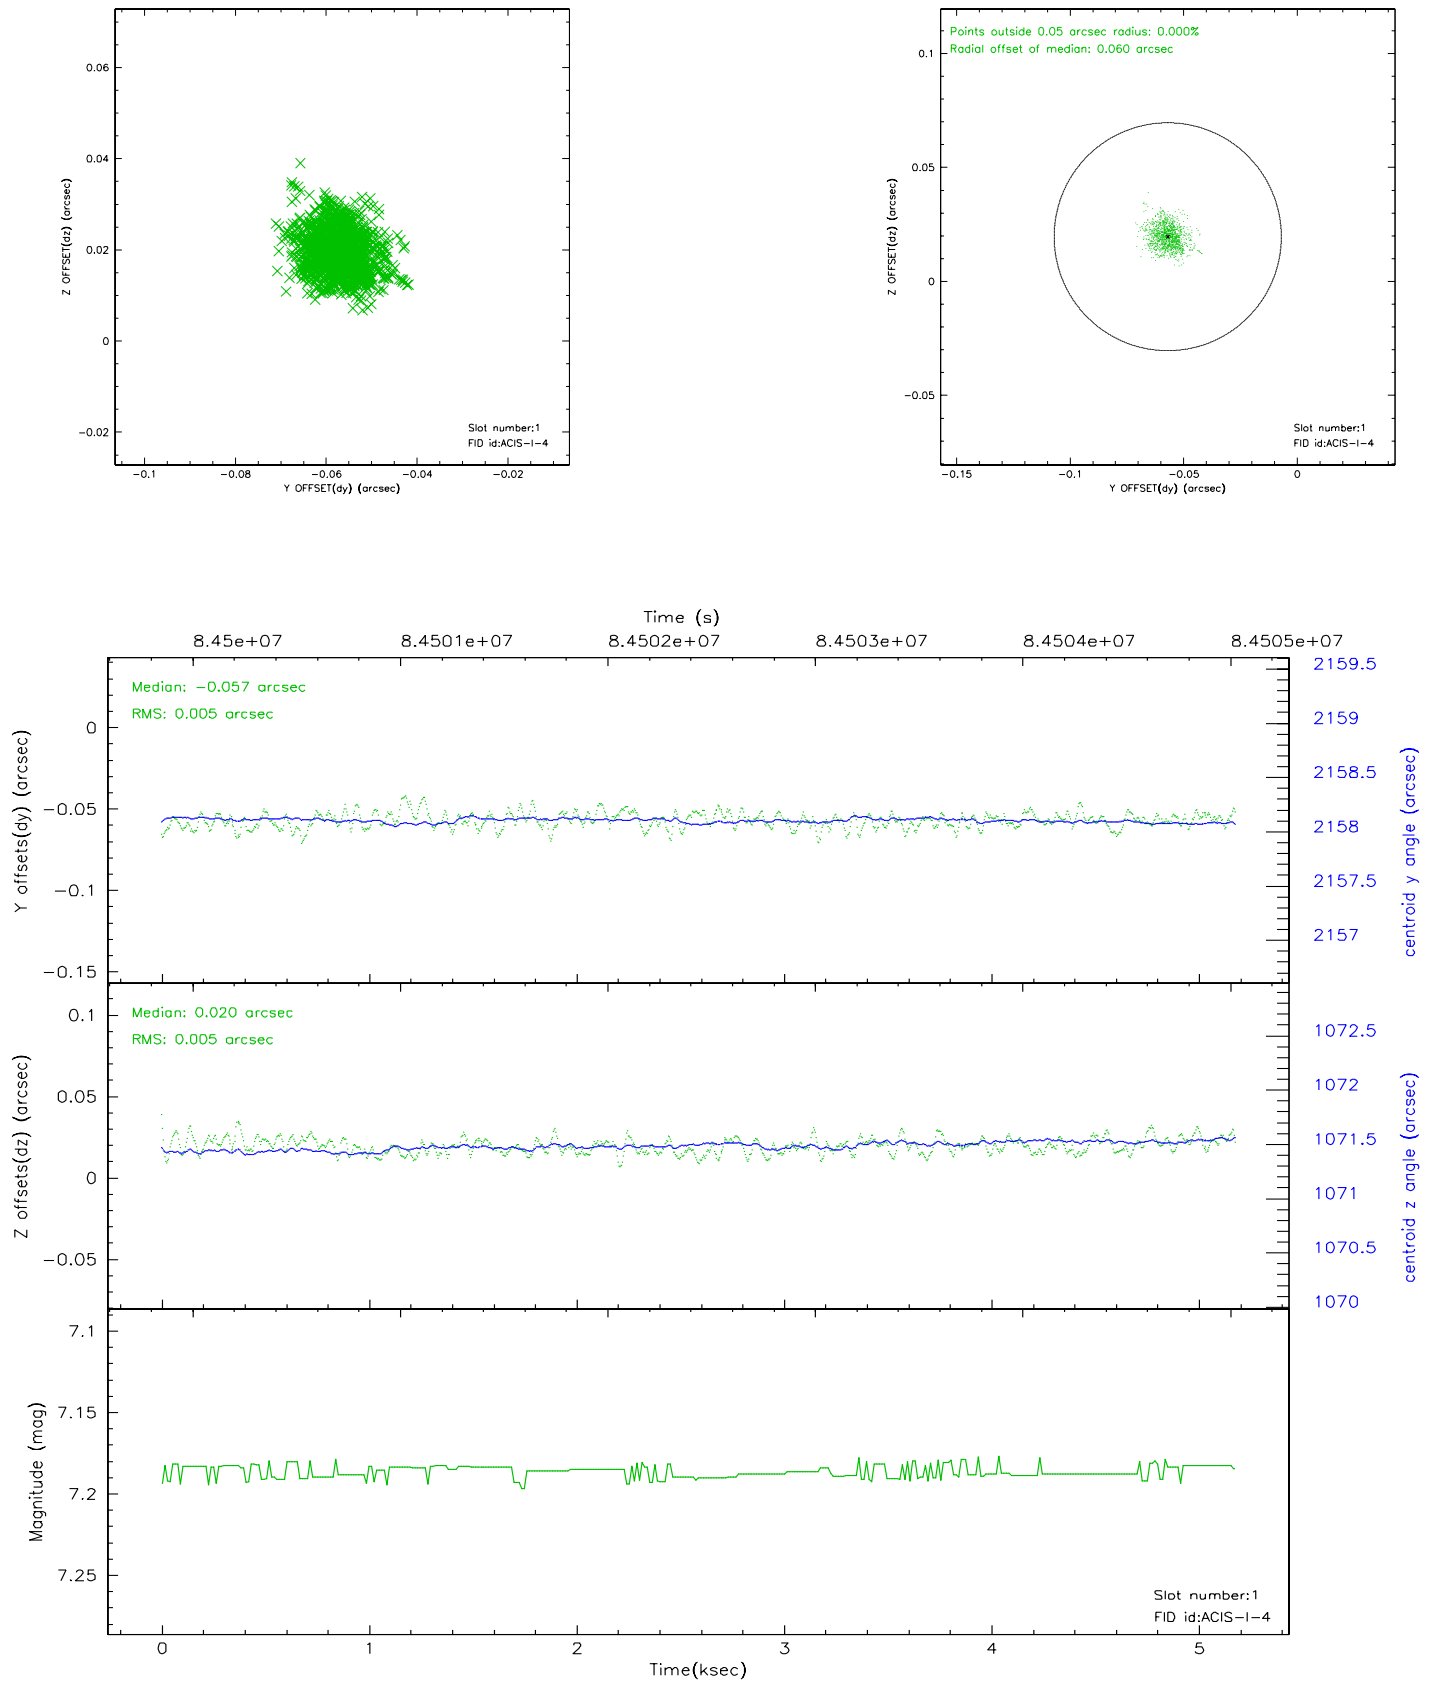 0.06
0.04
0.02
0
−0.02
Z OFFSET(dz) (arcsec)
Slot number:1
FID id:ACIS−I−4
−0.1
−0.08
−0.06
−0.04
−0.02
Y OFFSET(dy) (arcsec)
Points outside 0.05 arcsec radius: 0.000%
Radial offset of median: 0.060 arcsec
0.1
0.05
0
−0.05
Z OFFSET(dz) (arcsec)
Slot number:1
FID id:ACIS−I−4
−0.15
−0.1
−0.05
0
Y OFFSET(dy) (arcsec)
Time (s)
8.45e+07
8.4501e+07
8.4502e+07
8.4503e+07
8.4504e+07
8.4505e+07
Median: −0.057 arcsec
RMS: 0.005 arcsec
0
−0.05
−0.1
−0.15
Y offsets(dy) (arcsec)
2159.5
2159
2158.5
2158
2157.5
2157
centroid y angle (arcsec)
Median: 0.020 arcsec
RMS: 0.005 arcsec
0.1
0.05
0
−0.05
Z offsets(dz) (arcsec)
1072.5
1072
1071.5
1071
1070.5
1070
centroid z angle (arcsec)
7.1
7.15
7.2
7.25
Magnitude (mag)
Slot number:1
FID id:ACIS−I−4
0
1
2
3
4
5
Time(ksec)